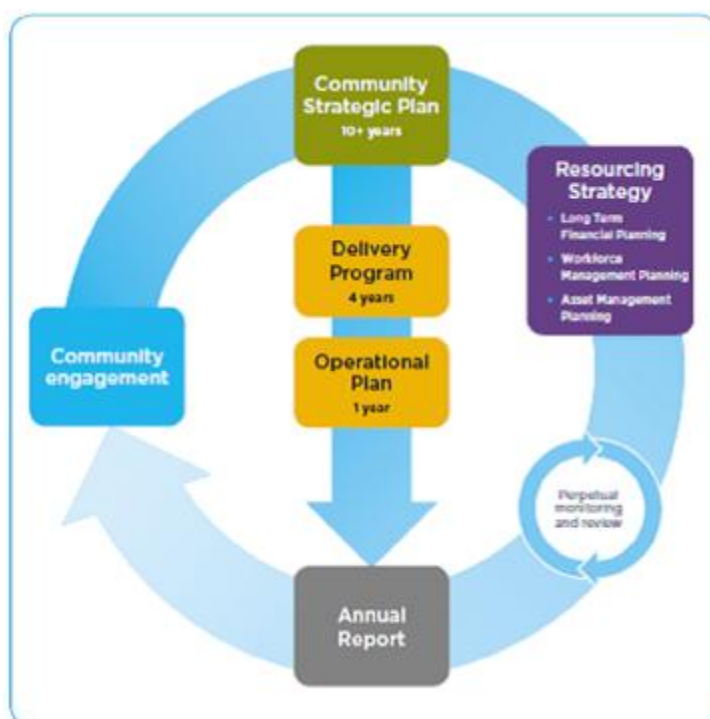 Community
Strategic Plan
10+ years
Resourcing
Strategy
• Long Term
Financial Planning
• Workforce
Management Planning
• Asset Management
Planning
Delivery
Program
4 years
Community
engagement
Operational
Plan
1 year
Perpetual
monitoring
and review
Annual
Report